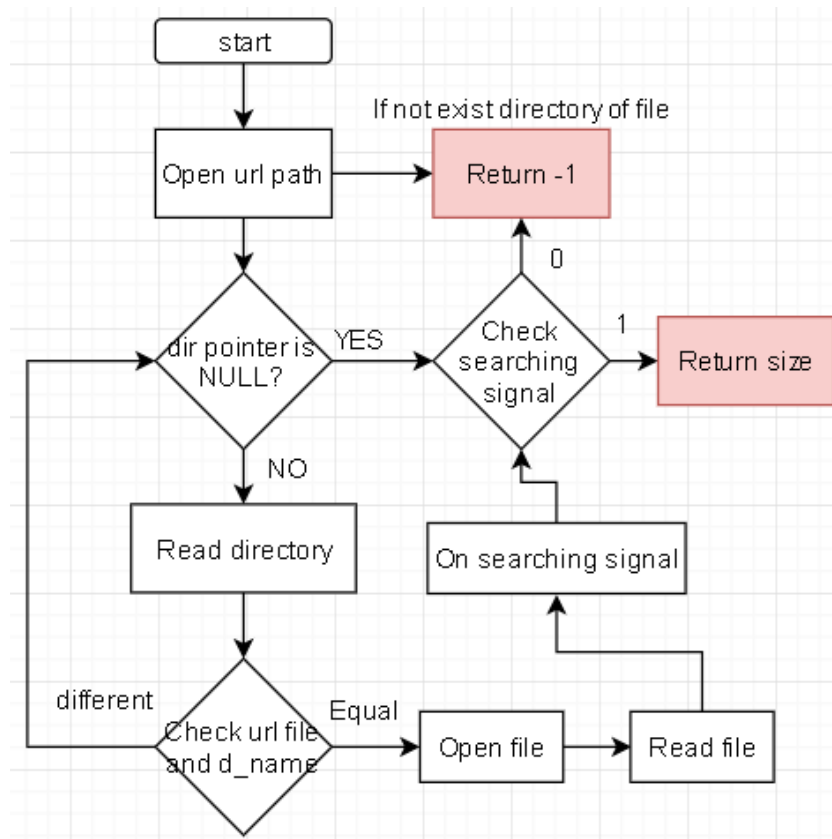 start
If not exist directory of file
Open url path
Return -1
0
dir pointer is
NULL?
YES
Check
searching
signal
1
Return size
NO
Read directory
On searching signal
different
Check url file
and d_name
Equal
Open file
Read file